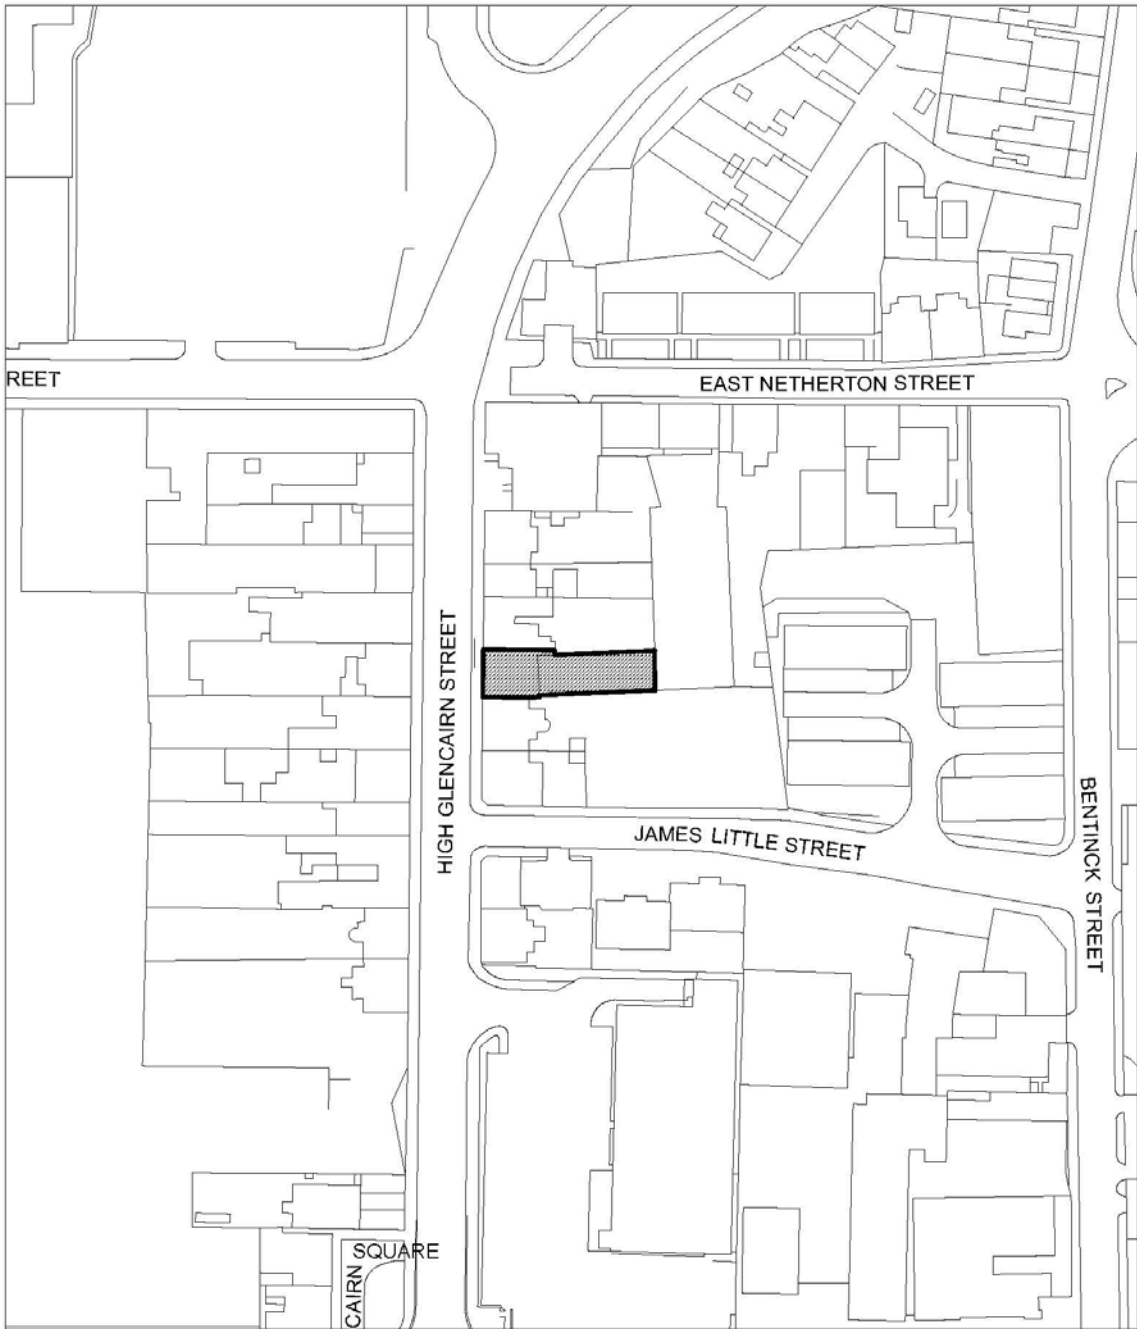 REET
EAST NETHERTON STREET
HIGH GLENCAIRN STREET
JAMES LITTLE STREET
BENTINCK STREET
SQUARE
CAIRN